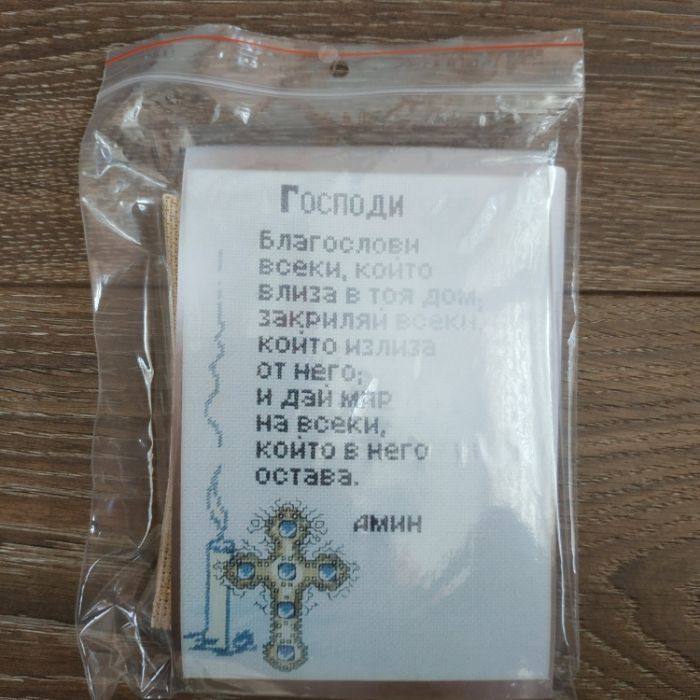 Господи
Благослови
всеки, който
влиза в тоя дом,
закриляй всеки,
който излиза
от него;
и дай мир
на всеки,
който в него
остава.
амин